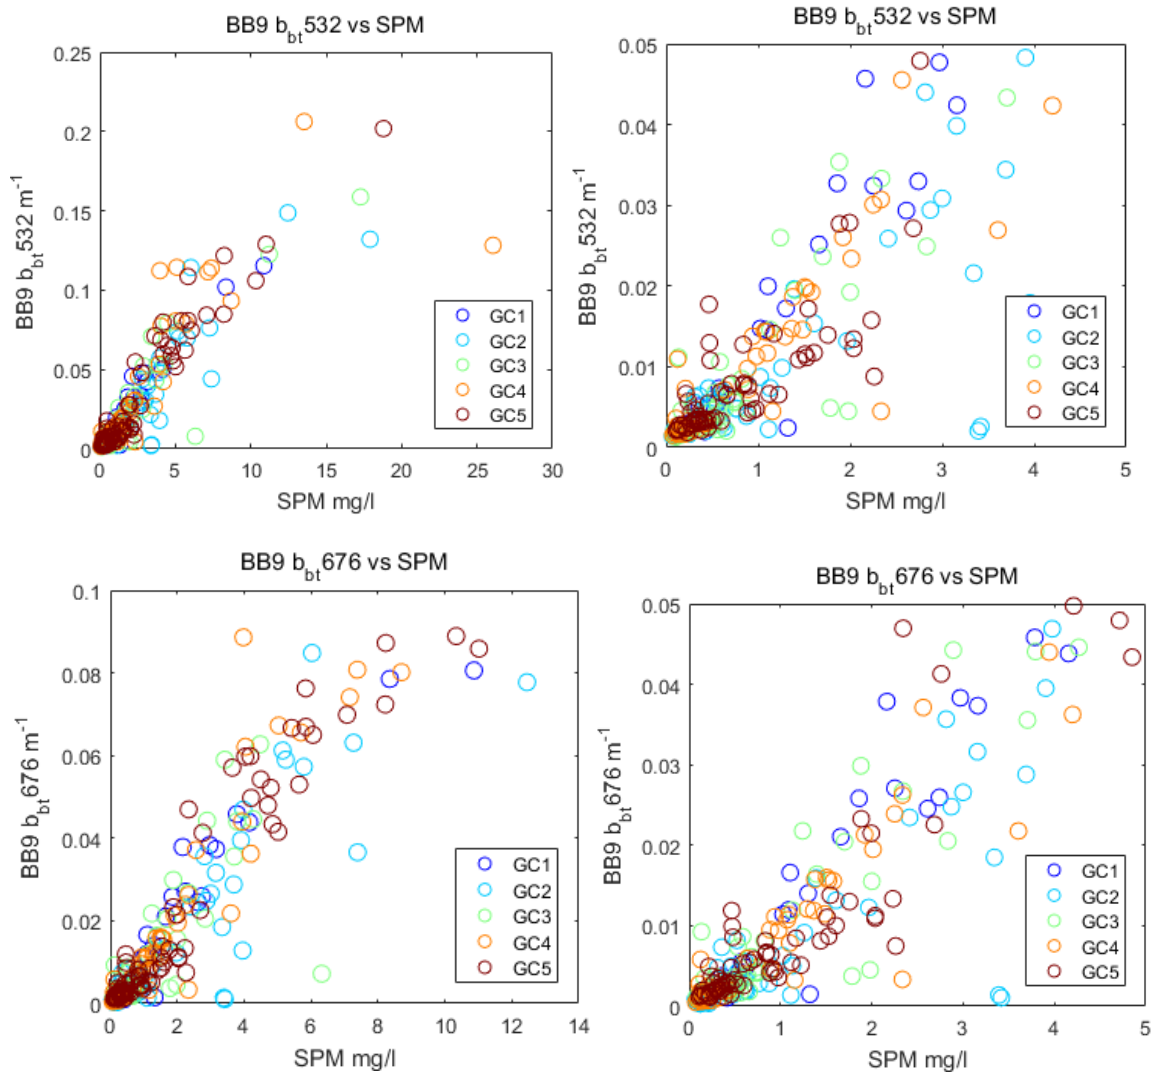 BB9 b_bt532 vs SPM
0.25
0.2
0.15
0.1
0.05
0
BB9 b_bt532 m^-1
0 5 10 15 20 25 30
SPM mg/l
GC1
GC2
GC3
GC4
GC5
BB9 b_bt532 vs SPM
0.05
0.04
0.03
0.02
0.01
0
BB9 b_bt532 m^-1
0 1 2 3 4 5
SPM mg/l
GC1
GC2
GC3
GC4
GC5
BB9 b_bt676 vs SPM
0.1
0.08
0.06
0.04
0.02
0
BB9 b_bt676 m^-1
0 2 4 6 8 10 12 14
SPM mg/l
GC1
GC2
GC3
GC4
GC5
BB9 b_bt676 vs SPM
0.05
0.04
0.03
0.02
0.01
0
BB9 b_bt676 m^-1
0 1 2 3 4 5
SPM mg/l
GC1
GC2
GC3
GC4
GC5